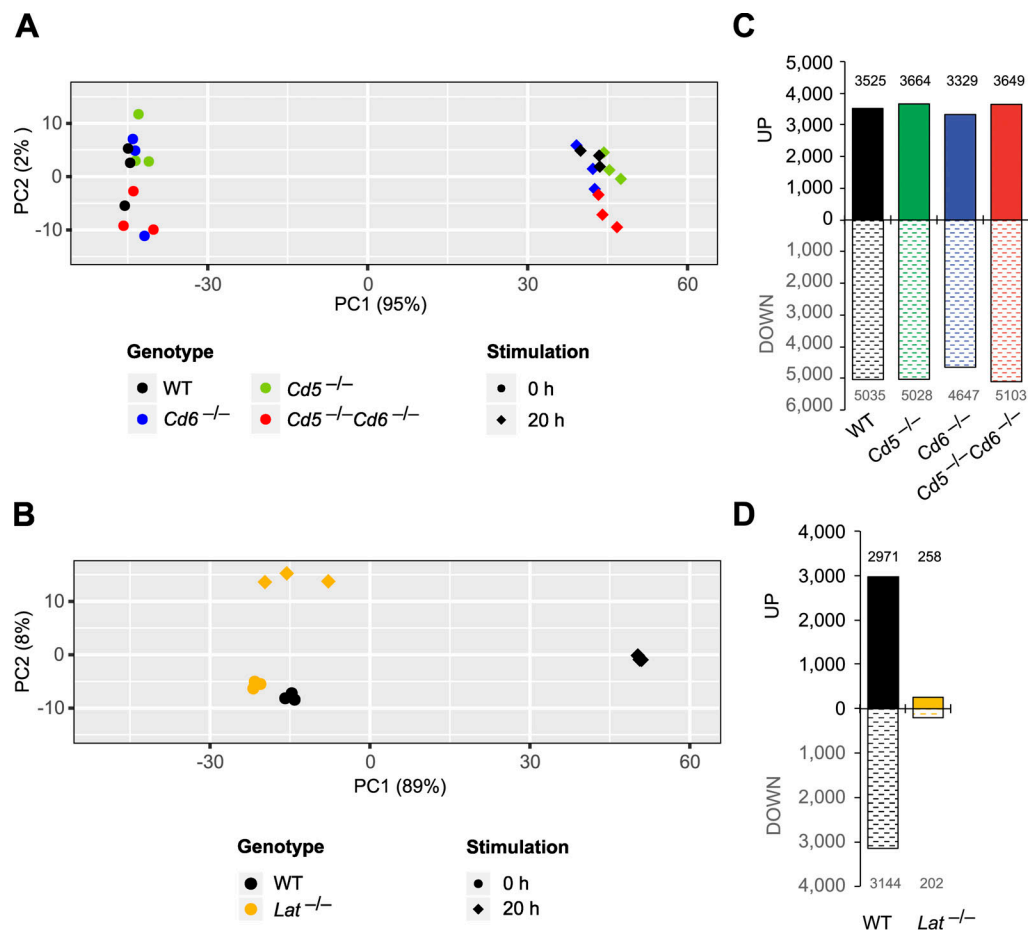 A
10
0
-10
PC2 (2% )
-30
0
30
60
PC1 (95%)
Genotype
WT
Cd5 −/−
Cd6 −/−
Cd5 −/−Cd6 −/−
Stimulation
0 h
20 h
B
10
0
-10
PC2 (8%)
-30
0
30
60
PC1 (89%)
Genotype
WT
Lat −/−
Stimulation
0 h
20 h
C
5,000
4,000
3,000
2,000
1,000
0
1,000
2,000
3,000
4,000
5,000
6,000
UP
DOWN
3525 3664 3329 3649
5035 5028 4647 5103
WT
Cd5 −/−
Cd6 −/−
Cd5 −/−Cd6 −/−
D
4,000
3,000
2,000
1,000
0
1,000
2,000
3,000
4,000
UP
DOWN
2971 258
3144 202
WT Lat −/−